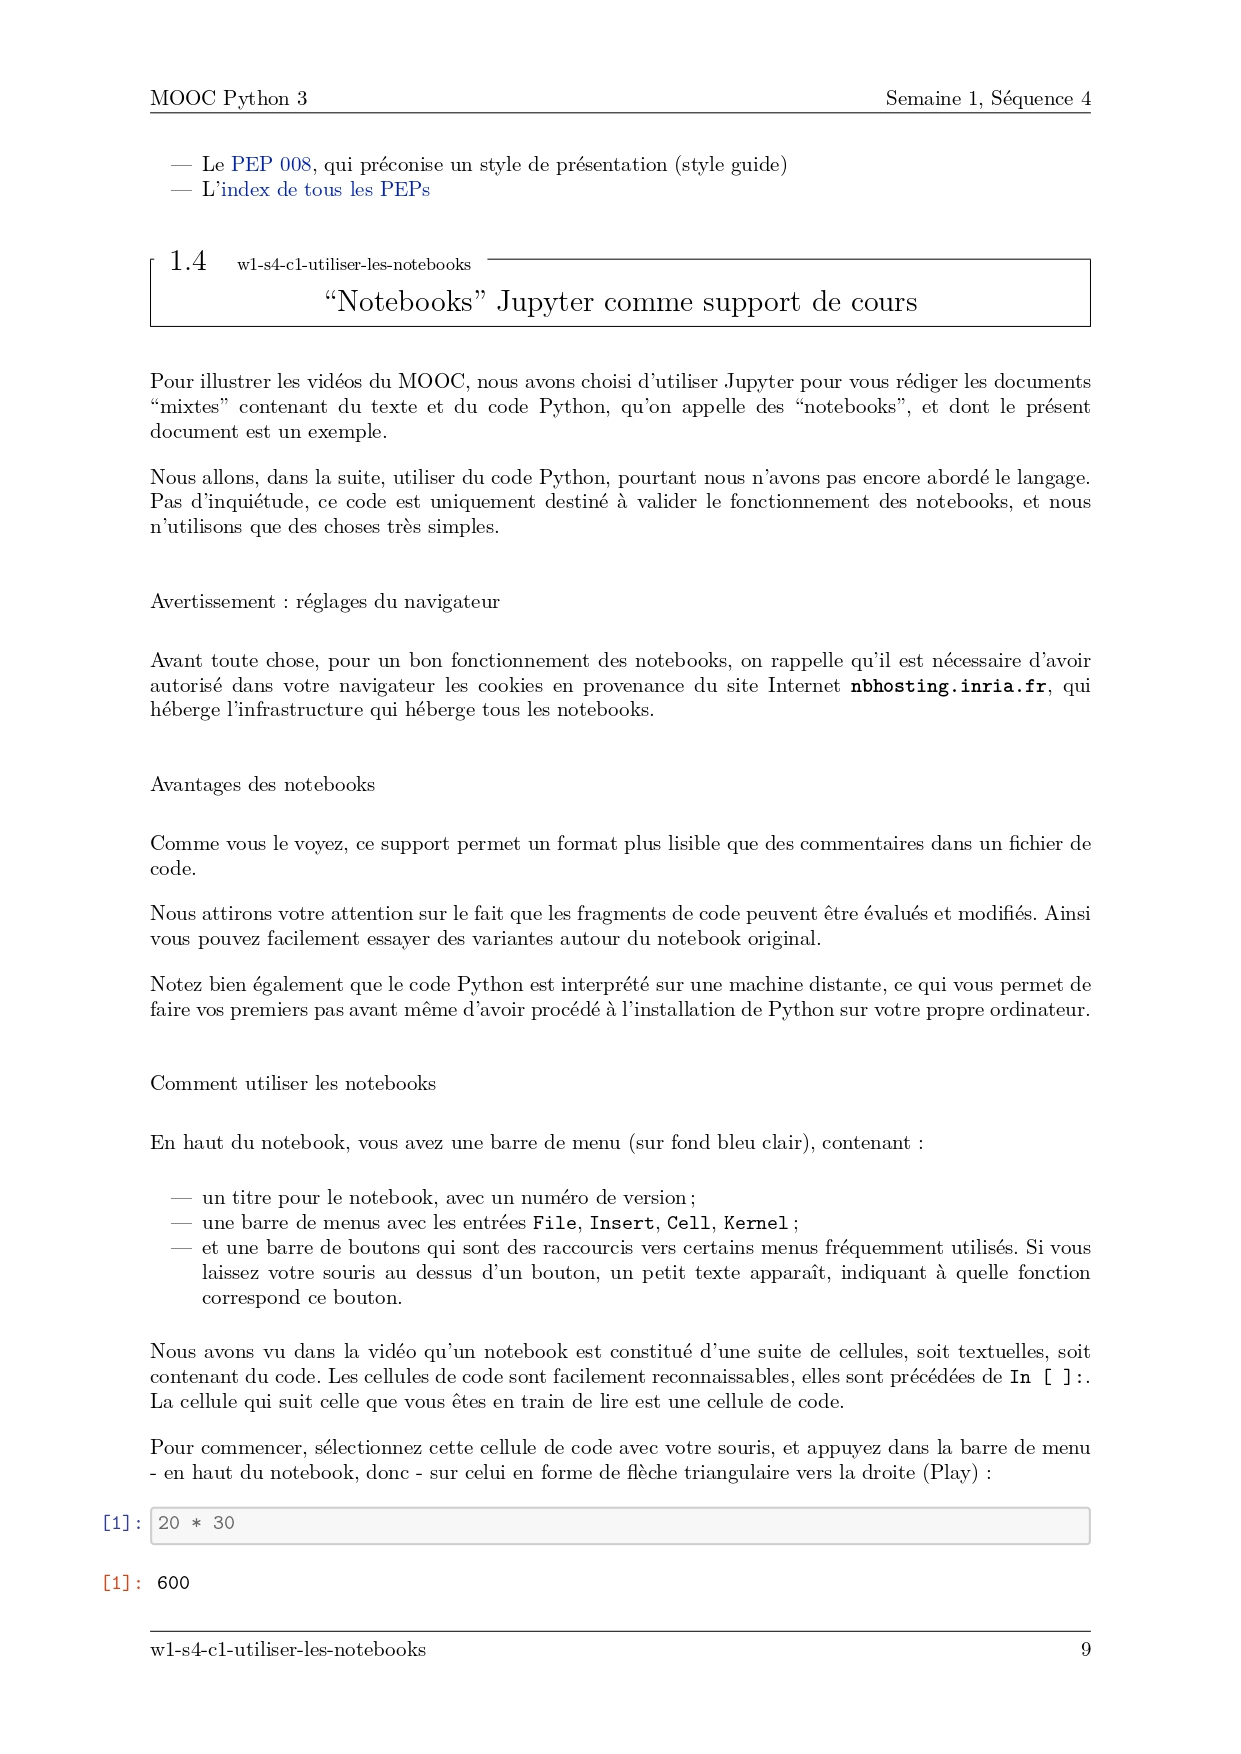 MOOC Python 3 Semaine 1, Séquence 4
— Le PEP 008, qui préconise un style de présentation (style guide)
— L'index de tous les PEPs
1.4 w1-s4-c1-utiliser-les-notebooks
“Notebooks” Jupyter comme support de cours
Pour illustrer les vidéos du MOOC, nous avons choisi d'utiliser Jupyter pour vous rédiger les documents
“mixtes” contenant du texte et du code Python, qu'on appelle des “notebooks”, et dont le présent
document est un exemple.
Nous allons, dans la suite, utiliser du code Python, pourtant nous n'avons pas encore abordé le langage.
Pas d'inquiétude, ce code est uniquement destiné à valider le fonctionnement des notebooks, et nous
n'utilisons que des choses très simples.
Avertissement : réglages du navigateur
Avant toute chose, pour un bon fonctionnement des notebooks, on rappelle qu'il est nécessaire d'avoir
autorisé dans votre navigateur les cookies en provenance du site Internet nbhosting.inria.fr, qui
héberge l'infrastructure qui héberge tous les notebooks.
Avantages des notebooks
Comme vous le voyez, ce support permet un format plus lisible que des commentaires dans un fichier de
code.
Nous attirons votre attention sur le fait que les fragments de code peuvent être évalués et modifiés. Ainsi
vous pouvez facilement essayer des variantes autour du notebook original.
Notez bien également que le code Python est interprété sur une machine distante, ce qui vous permet de
faire vos premiers pas avant même d'avoir procédé à l'installation de Python sur votre propre ordinateur.
Comment utiliser les notebooks
En haut du notebook, vous avez une barre de menu (sur fond bleu clair), contenant :
— un titre pour le notebook, avec un numéro de version ;
— une barre de menus avec les entrées File, Insert, Cell, Kernel ;
— et une barre de boutons qui sont des raccourcis vers certains menus fréquemment utilisés. Si vous
laissez votre souris au dessus d'un bouton, un petit texte apparaît, indiquant à quelle fonction
correspond ce bouton.
Nous avons vu dans la vidéo qu'un notebook est constitué d'une suite de cellules, soit textuelles, soit
contenant du code. Les cellules de code sont facilement reconnaissables, elles sont précédées de In [ ]:.
La cellule qui suit celle que vous êtes en train de lire est une cellule de code.
Pour commencer, sélectionnez cette cellule de code avec votre souris, et appuyez dans la barre de menu
- en haut du notebook, donc - sur celui en forme de flèche triangulaire vers la droite (Play) :
[1]: 20 * 30
[1]: 600
w1-s4-c1-utiliser-les-notebooks 9